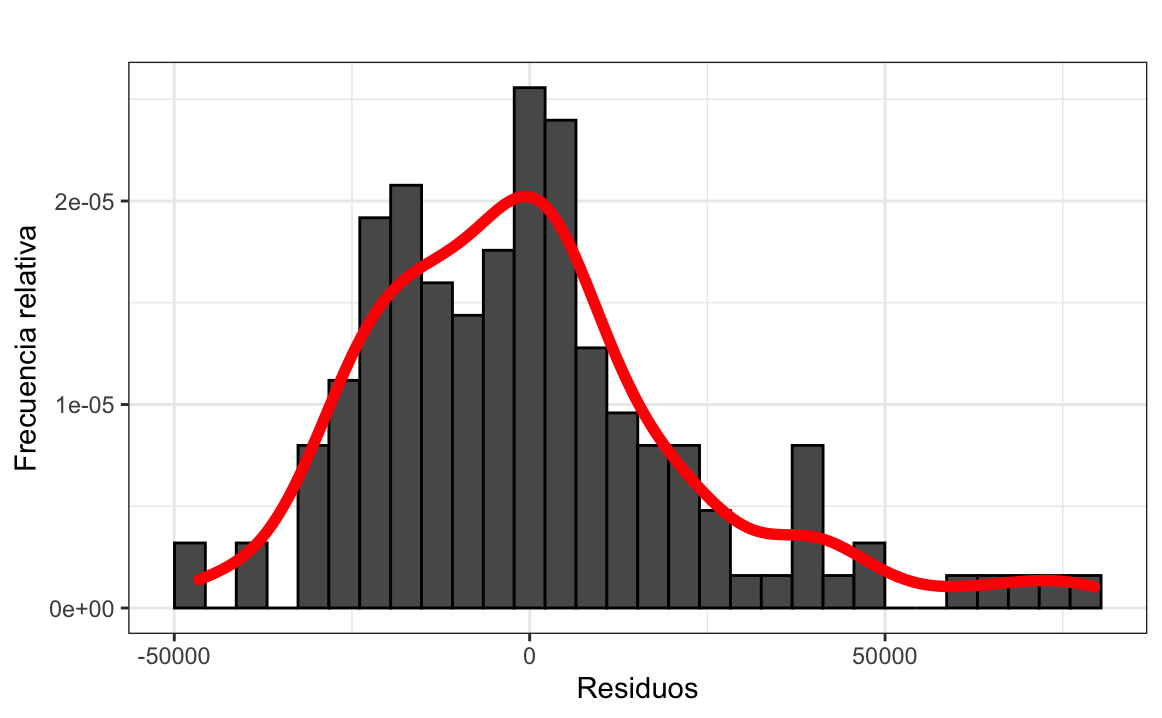 Frecuencia relativa
2e-05
1e-05
0e+00
-50000
0
50000
Residuos